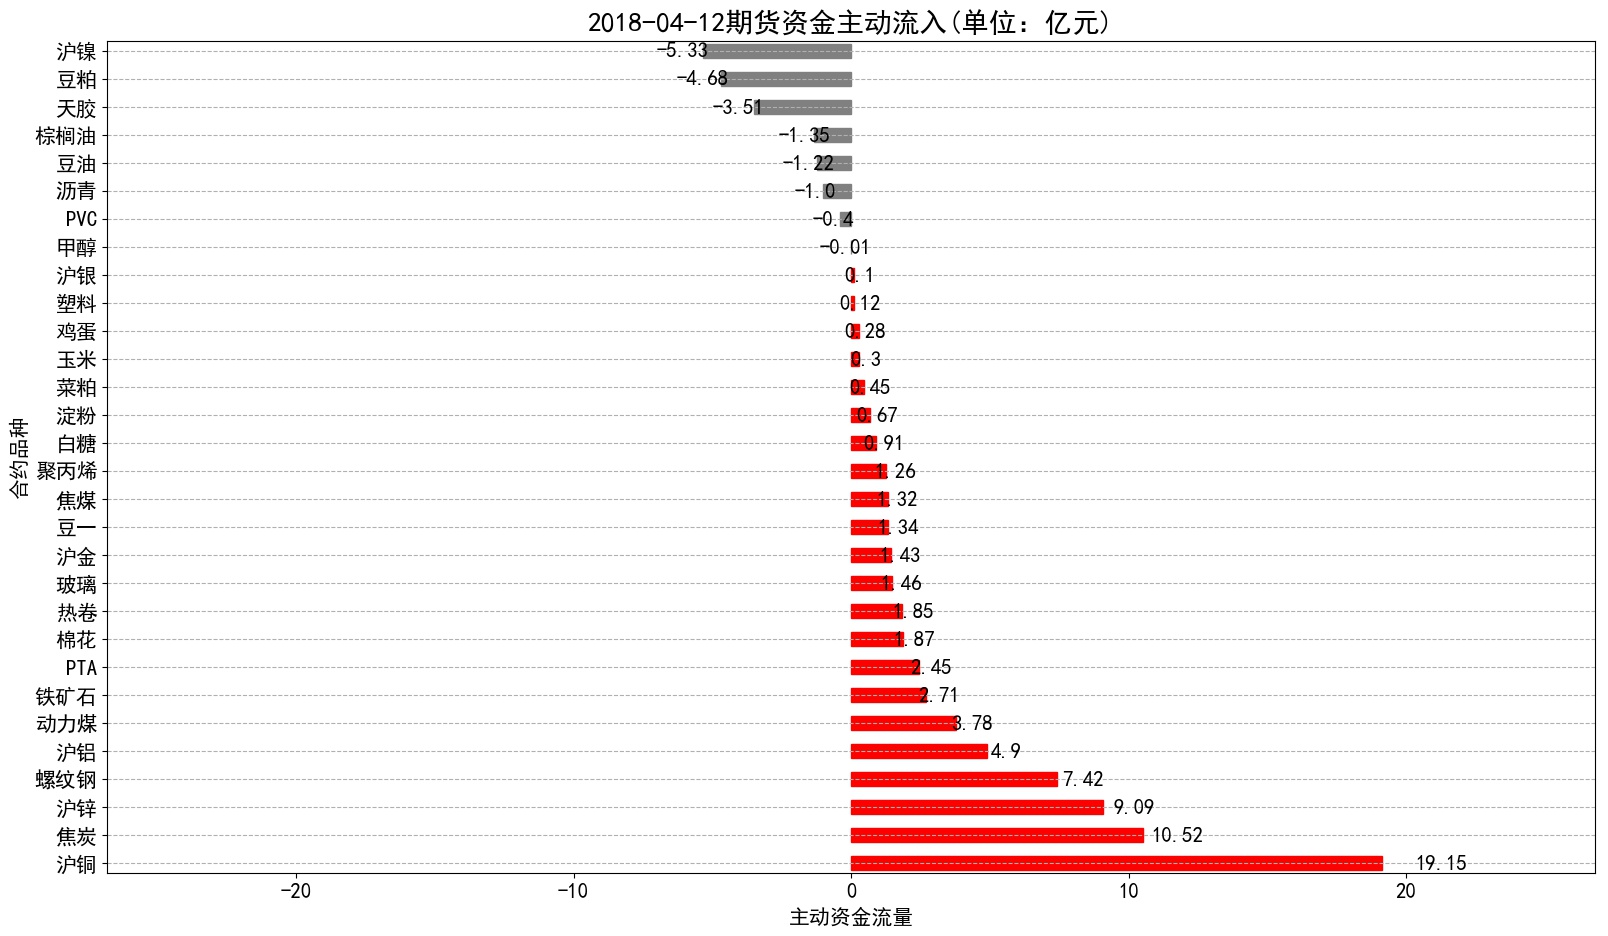 2018-04-12期货资金主动流入(单位：亿元)
合约品种
沪镍 -5.33
豆粕 -4.68
天胶 -3.51
棕榈油 -1.35
豆油 -1.22
沥青 -1.0
PVC -0.4
甲醇 -0.01
沪银 0.1
塑料 0.12
鸡蛋 0.28
玉米 0.3
菜粕 0.45
淀粉 0.67
白糖 0.91
聚丙烯 1.26
焦煤 1.32
豆一 1.34
沪金 1.43
玻璃 1.46
热卷 1.85
棉花 1.87
PTA 2.45
铁矿石 2.71
动力煤 3.78
沪铝 4.9
螺纹钢 7.42
沪锌 9.09
焦炭 10.52
沪铜 19.15
-20 -10 0 10 20
主动资金流量